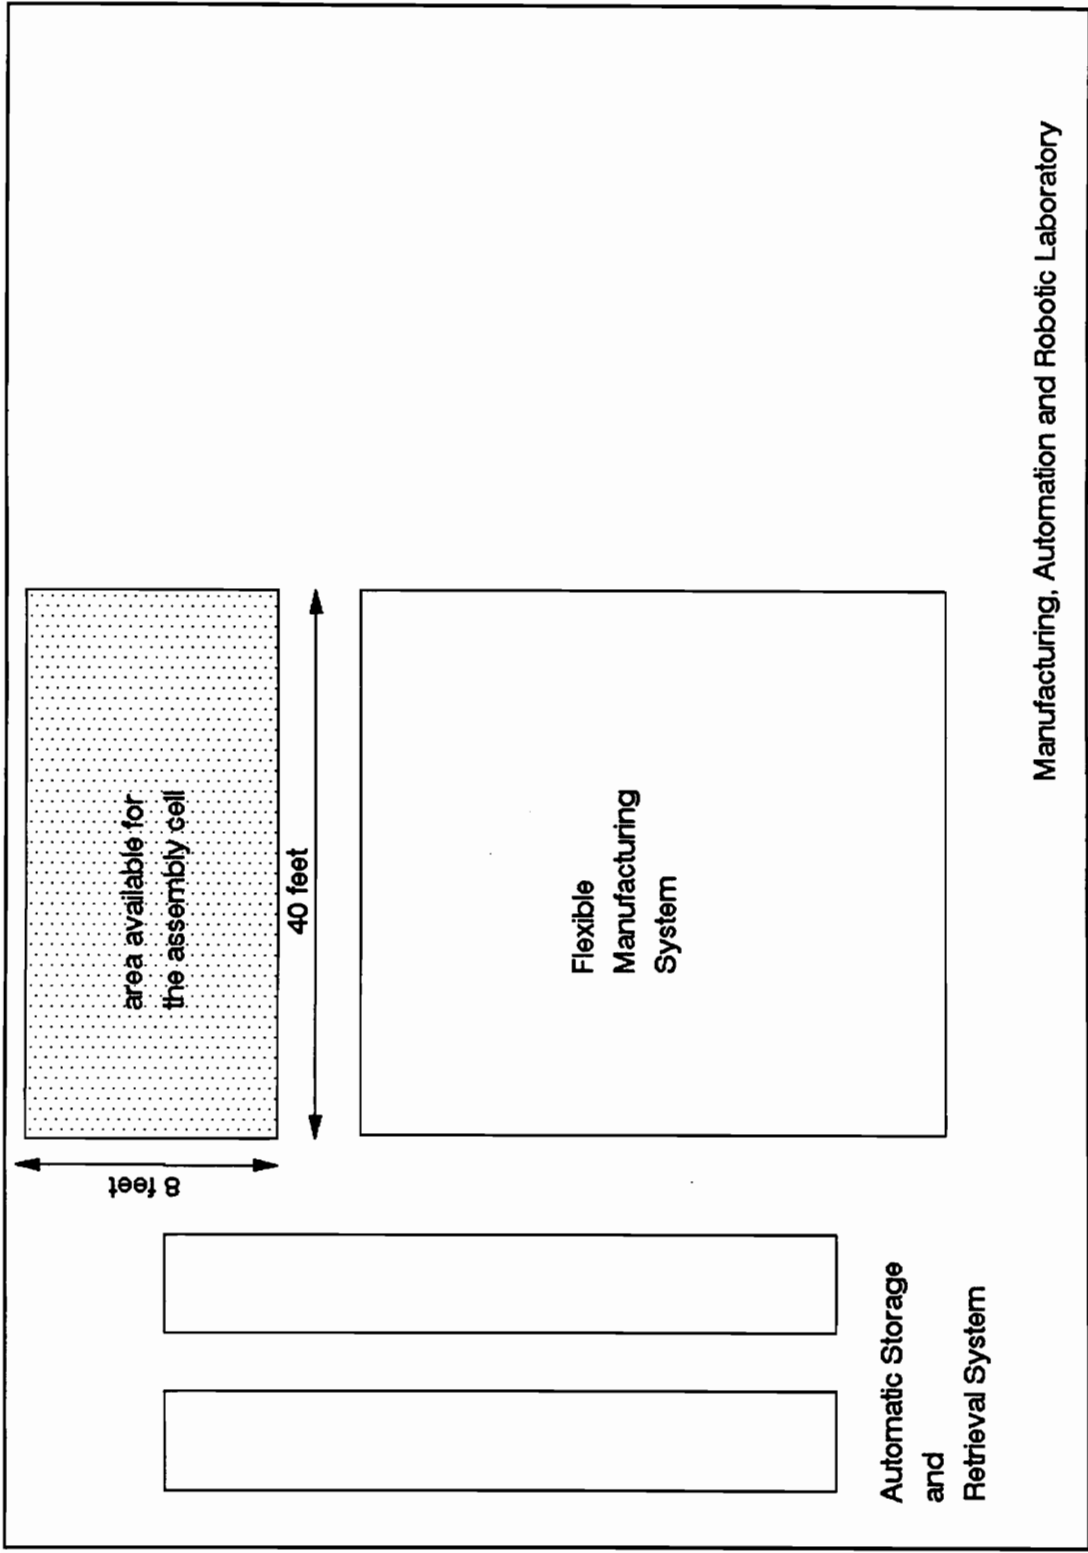 area available for
the assembly cell
8 feet
40 feet
Flexible
Manufacturing
System
Automatic Storage
and
Retrieval System
Manufacturing, Automation and Robotic Laboratory